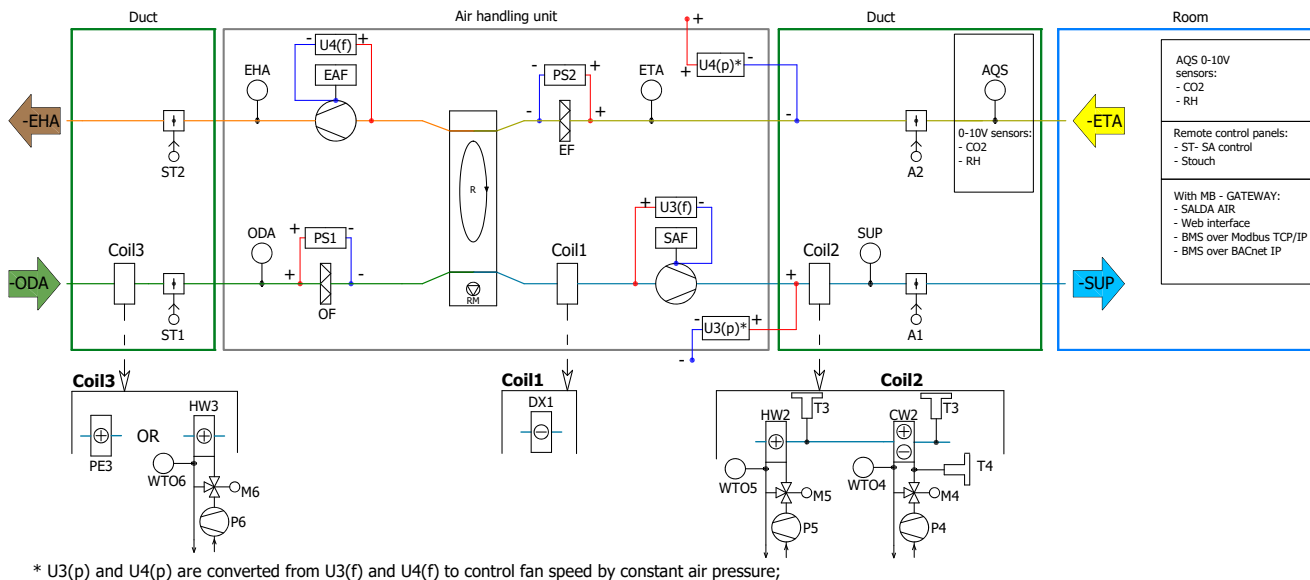 Duct
Air handling unit
Duct
Room
U4(f)
- +
EHA
EAF
- PS2 +
ETA
+
+ U4(p)* -
AQS
AQS 0-10V
sensors:
- CO2
- RH
-EHA
- +
-
-ETA
ST2
EF
R
A2
0-10V sensors:
- CO2
- RH
Remote control panels:
- ST- SA control
- Stouch
+ U3(f) -
With MB - GATEWAY:
- SALDA AIR
- Web interface
- BMS over Modbus TCP/IP
- BMS over BACnet IP
Coil3
ODA
+ PS1 -
Coil1
SAF
Coil2
SUP
-ODA
+ -
+
-SUP
RM
ST1
OF
- U3(p)* +
-
A1
Coil3
Coil1
Coil2
HW3
DX1
HW2
T3
CW2
T3
OR
PE3
WTO6
M6
WTO5
M5
WTO4
M4
T4
P6
P5
P4
* U3(p) and U4(p) are converted from U3(f) and U4(f) to control fan speed by constant air pressure;